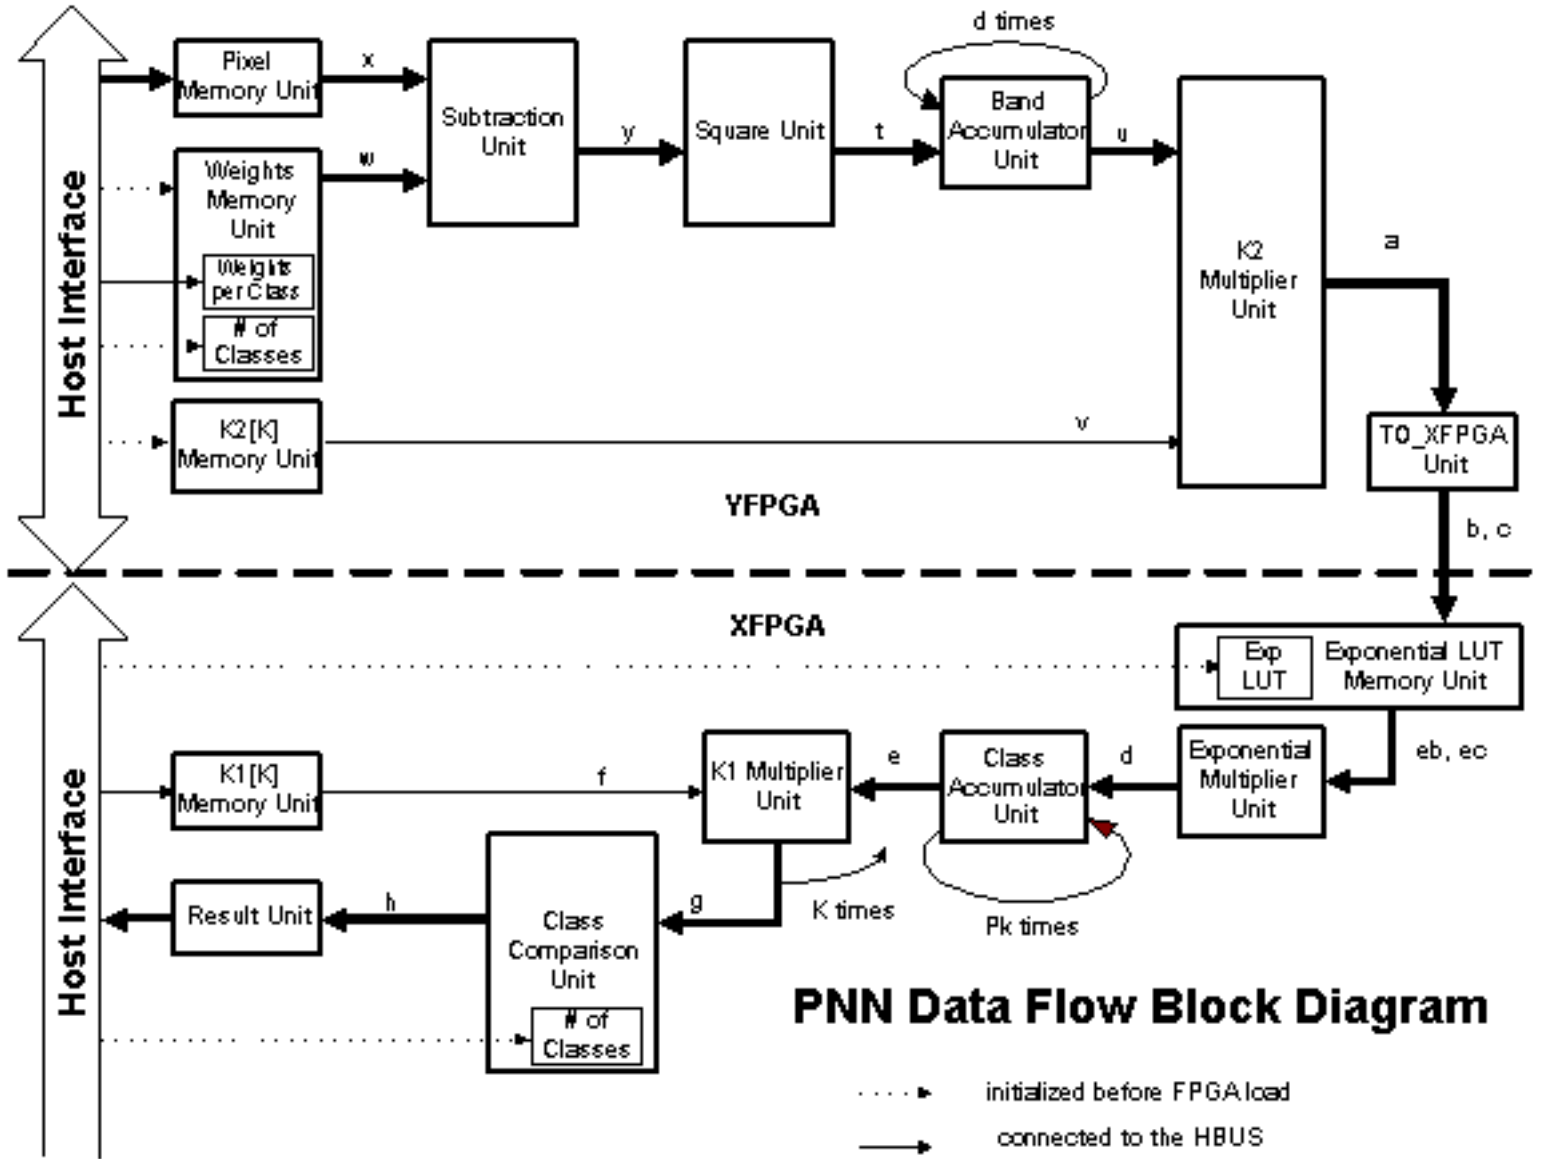 d times
Pixel
Memory Unit
x
Subtraction
Unit
y
Square Unit
t
Band
Accumulator
Unit
u
w
Weights
Memory
Unit
Weights
per Class
# of
Classes
K2
Multiplier
Unit
a
Host Interface
K2[K]
Memory Unit
v
TO_XFPGA
Unit
YFPGA
b, c
XFPGA
Exp
LUT
Exponential LUT
Memory Unit
eb, ec
Exponential
Multiplier
Unit
d
Class
Accumulator
Unit
e
K1 Multiplier
Unit
f
K1[K]
Memory Unit
Host Interface
Pk times
K times
g
Class
Comparison
Unit
# of
Classes
h
Result Unit
PNN Data Flow Block Diagram
initialized before FPGA load
connected to the HBUS